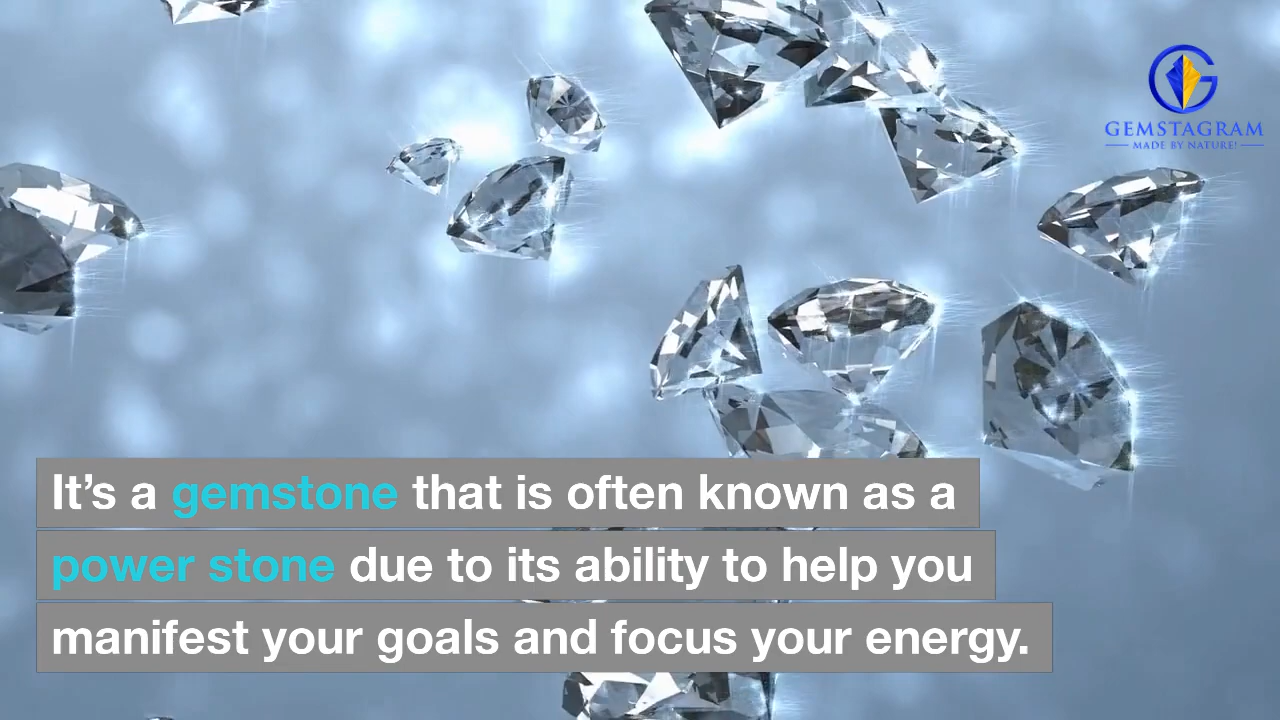 GEMSTAGRAM
MADE BY NATURE!
It's a gemstone that is often known as a
power stone due to its ability to help you
manifest your goals and focus your energy.